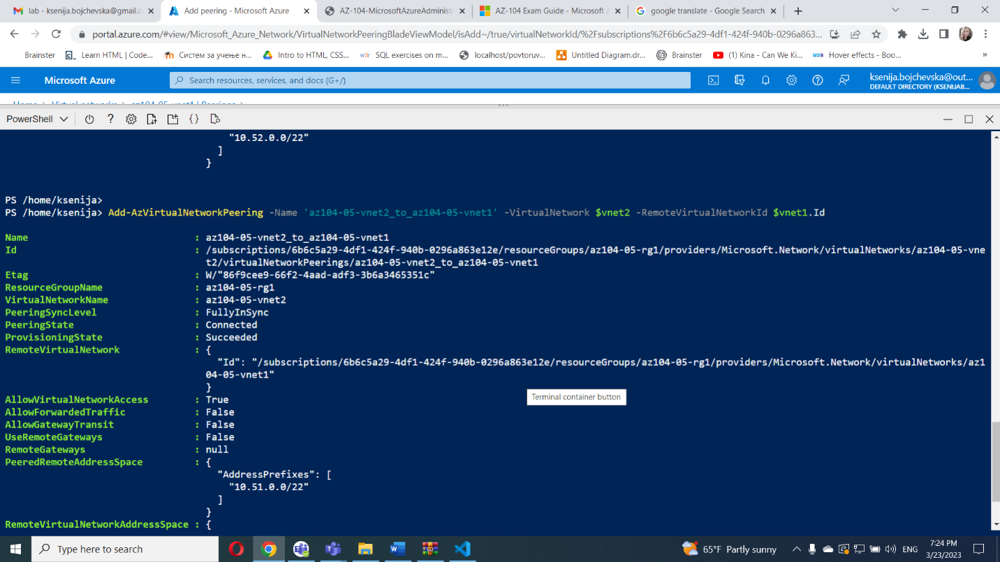 lab - ksenija.bojchevska@gmail.c
Add peering - Microsoft Azure
AZ-104-MicrosoftAzureAdminist
AZ-104 Exam Guide - Microsoft A
google translate - Google Search
portal.azure.com/#view/Microsoft_Azure_Network/VirtualNetworkPeeringBladeViewModel/isAdd~/true/virtualNetworkId/%2Fsubscriptions%2F6b6c5a29-4df1-424f-940b-0296a863...
Brainster
Learn HTML | Code...
Систем за учење н...
Intro to HTML, CSS...
SQL exercises on m...
localhost/povtoruv...
Untitled Diagram.dr...
Brainster
(1) Kina - Can We Ki...
Hover effects - Boo...
Microsoft Azure
Search resources, services, and docs (G+/)
ksenija.bojchevska@out...
DEFAULT DIRECTORY (KSENIJAB...
Home > Virtual networks > az104-05-vnet1 | Peerings >
PowerShell
"10.52.0.0/22"
]
}
PS /home/ksenija>
PS /home/ksenija> Add-AzVirtualNetworkPeering -Name 'az104-05-vnet2_to_az104-05-vnet1' -VirtualNetwork $vnet2 -RemoteVirtualNetworkId $vnet1.Id
Name : az104-05-vnet2_to_az104-05-vnet1
Id : /subscriptions/6b6c5a29-4df1-424f-940b-0296a863e12e/resourceGroups/az104-05-rg1/providers/Microsoft.Network/virtualNetworks/az104-05-vne
t2/virtualNetworkPeerings/az104-05-vnet2_to_az104-05-vnet1
Etag : W/"86f9cee9-66f2-4aad-adf3-3b6a3465351c"
ResourceGroupName : az104-05-rg1
VirtualNetworkName : az104-05-vnet2
PeeringSyncLevel : FullyInSync
PeeringState : Connected
ProvisioningState : Succeeded
RemoteVirtualNetwork : {
"Id": "/subscriptions/6b6c5a29-4df1-424f-940b-0296a863e12e/resourceGroups/az104-05-rg1/providers/Microsoft.Network/virtualNetworks/az1
04-05-vnet1"
}
Terminal container button
AllowVirtualNetworkAccess : True
AllowForwardedTraffic : False
AllowGatewayTransit : False
UseRemoteGateways : False
RemoteGateways : null
PeeredRemoteAddressSpace : {
"AddressPrefixes": [
"10.51.0.0/22"
]
}
RemoteVirtualNetworkAddressSpace : {
Type here to search
65°F Partly sunny
ENG
7:24 PM
3/23/2023